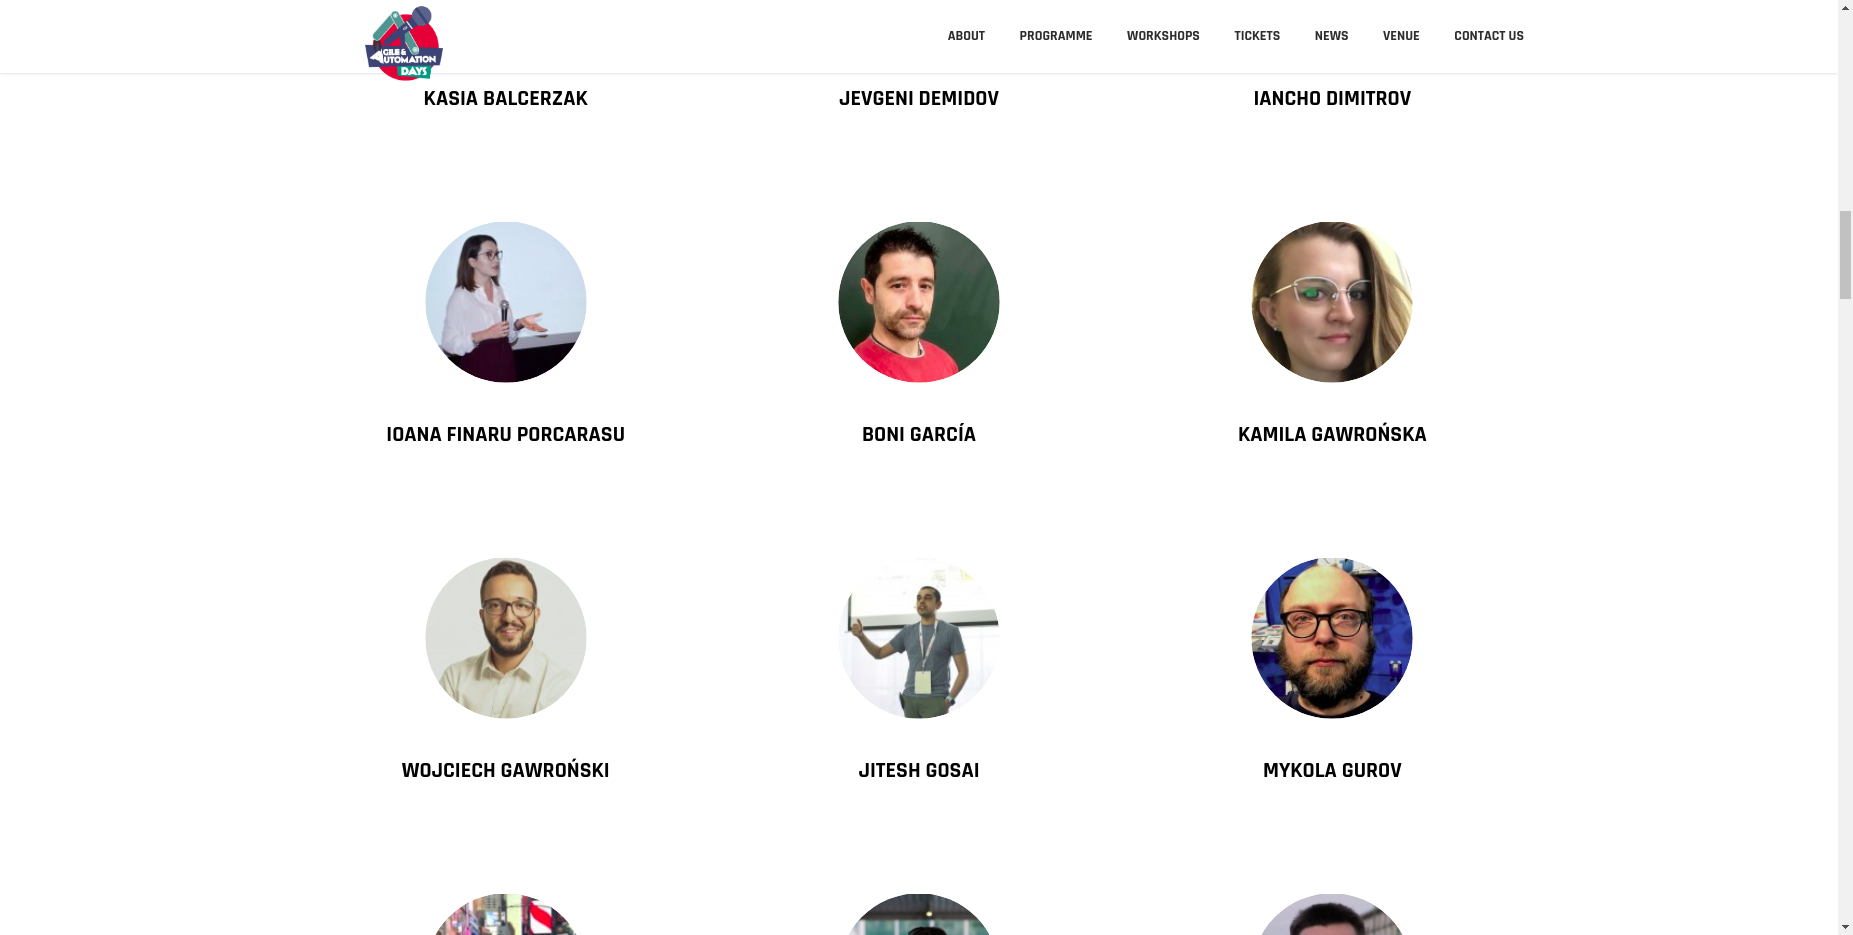 AGILE &
AUTOMATION
DAYS
ABOUT
PROGRAMME
WORKSHOPS
TICKETS
NEWS
VENUE
CONTACT US
KASIA BALCERZAK
JEVGENI DEMIDOV
IANCHO DIMITROV
IOANA FINARU PORCARASU
BONI GARCÍA
KAMILA GAWROŃSKA
WOJCIECH GAWROŃSKI
JITESH GOSAI
MYKOLA GUROV